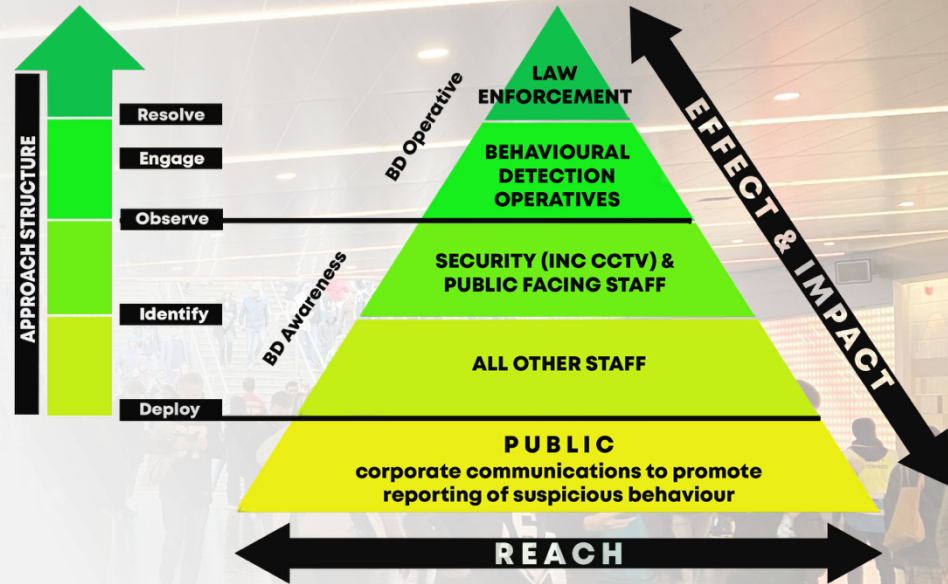 APPROACH STRUCTURE
Resolve
Engage
Observe
Identify
Deploy
BD Operative
BD Awareness
LAW
ENFORCEMENT
BEHAVIOURAL
DETECTION
OPERATIVES
SECURITY (INC CCTV) &
PUBLIC FACING STAFF
ALL OTHER STAFF
PUBLIC
corporate communications to promote
reporting of suspicious behaviour
EFFECT & IMPACT
REACH